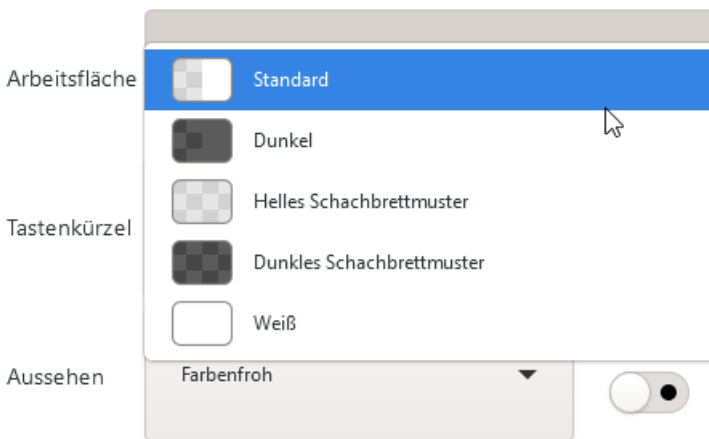 Arbeitsfläche
Standard
Dunkel
Helles Schachbrettmuster
Dunkles Schachbrettmuster
Weiß
Tastenkürzel
Aussehen
Farbenfroh